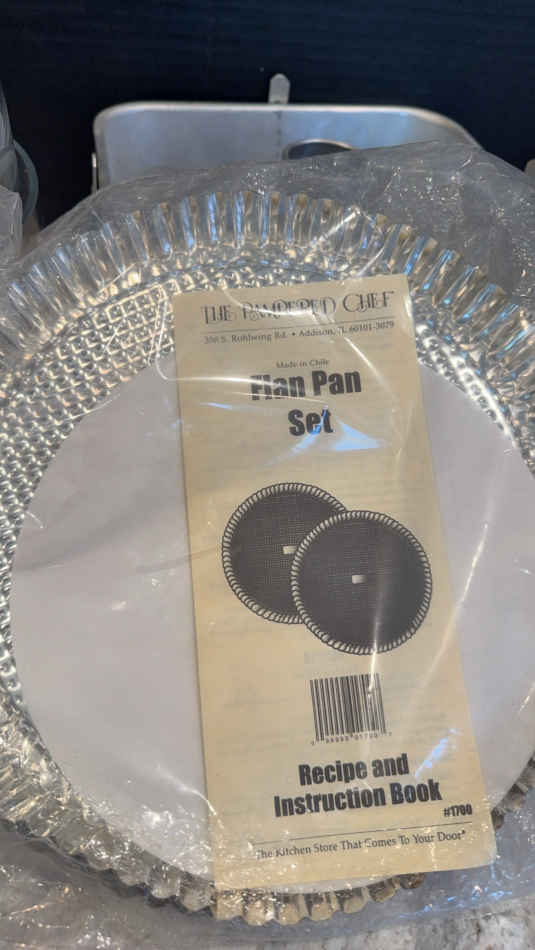 THE PAMPERED CHEF
350 S. Rohlwing Rd. • Addison, IL 60101-3079
Made in Chile
Flan Pan
Set
Recipe and
Instruction Book
#1700
The Kitchen Store That Comes To Your Door®